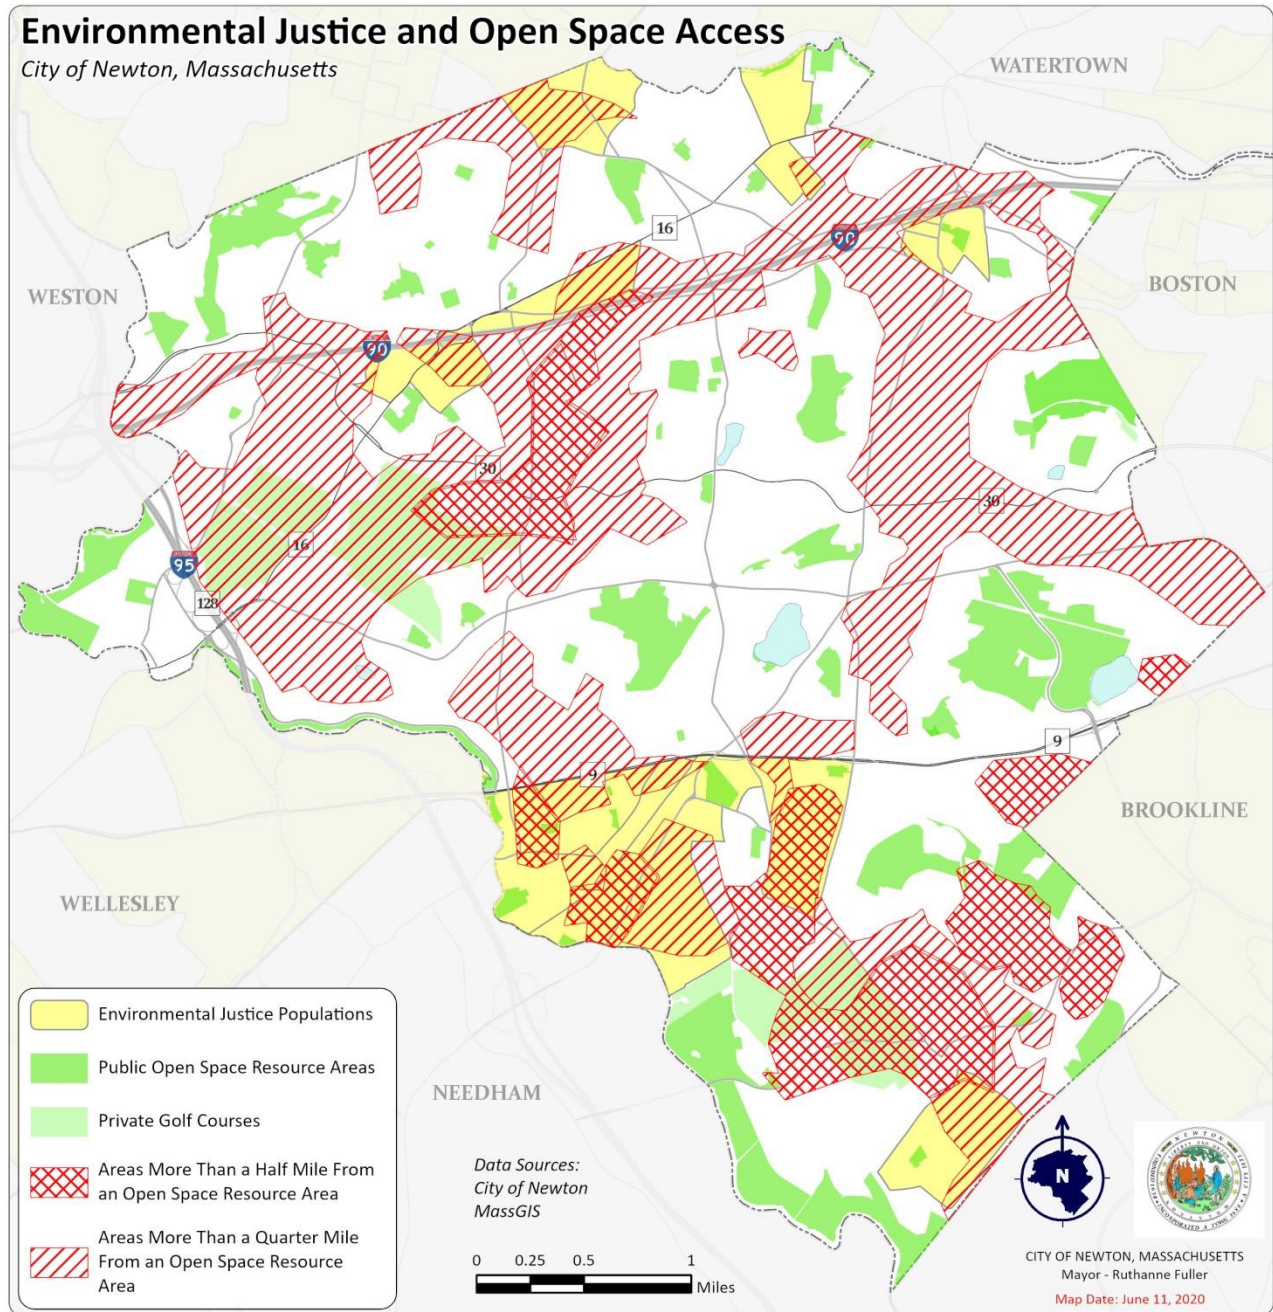 Environmental Justice and Open Space Access
City of Newton, Massachusetts
WATERTOWN
16
90
BOSTON
WESTON
90
30
30
16
95
128
9
9
BROOKLINE
WELLESLEY
NEEDHAM
Environmental Justice Populations
Public Open Space Resource Areas
Private Golf Courses
Areas More Than a Half Mile From
an Open Space Resource Area
Areas More Than a Quarter Mile
From an Open Space Resource
Area
Data Sources:
City of Newton
MassGIS
0 0.25 0.5 1
Miles
N
CITY OF NEWTON, MASSACHUSETTS
Mayor - Ruthanne Fuller
Map Date: June 11, 2020